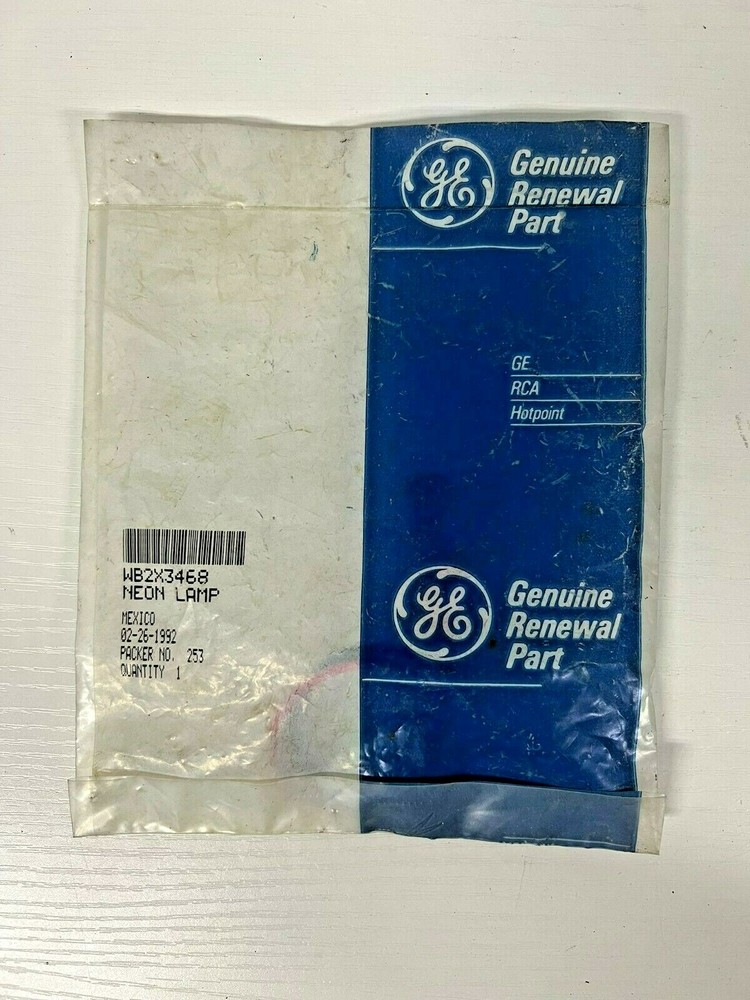 GE
Genuine
Renewal
Part
GE
RCA
Hotpoint
WB2X3468
NEON LAMP
MEXICO
02-26-1992
PACKER NO. 253
QUANTITY 1
GE
Genuine
Renewal
Part